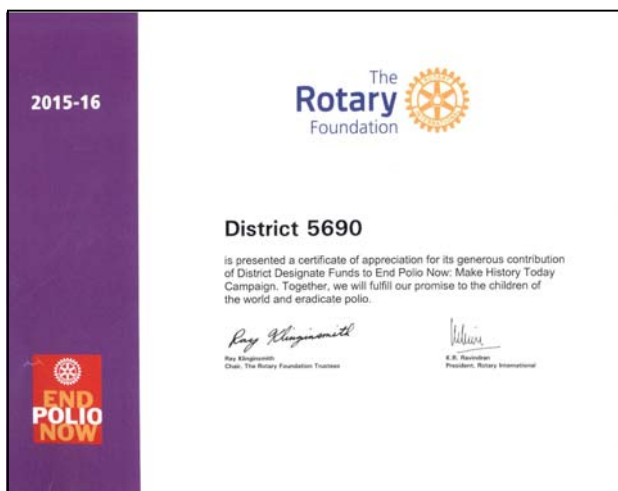 2015-16
The
Rotary
Foundation
District 5690
is presented a certificate of appreciation for its generous contribution
of District Designate Funds to End Polio Now: Make History Today
Campaign. Together, we will fulfill our promise to the children of
the world and eradicate polio.
Ray Klinginsmith
Ray Klinginsmith
Chair, The Rotary Foundation Trustees
K.R. Ravindran
President, Rotary International
END
POLIO
NOW